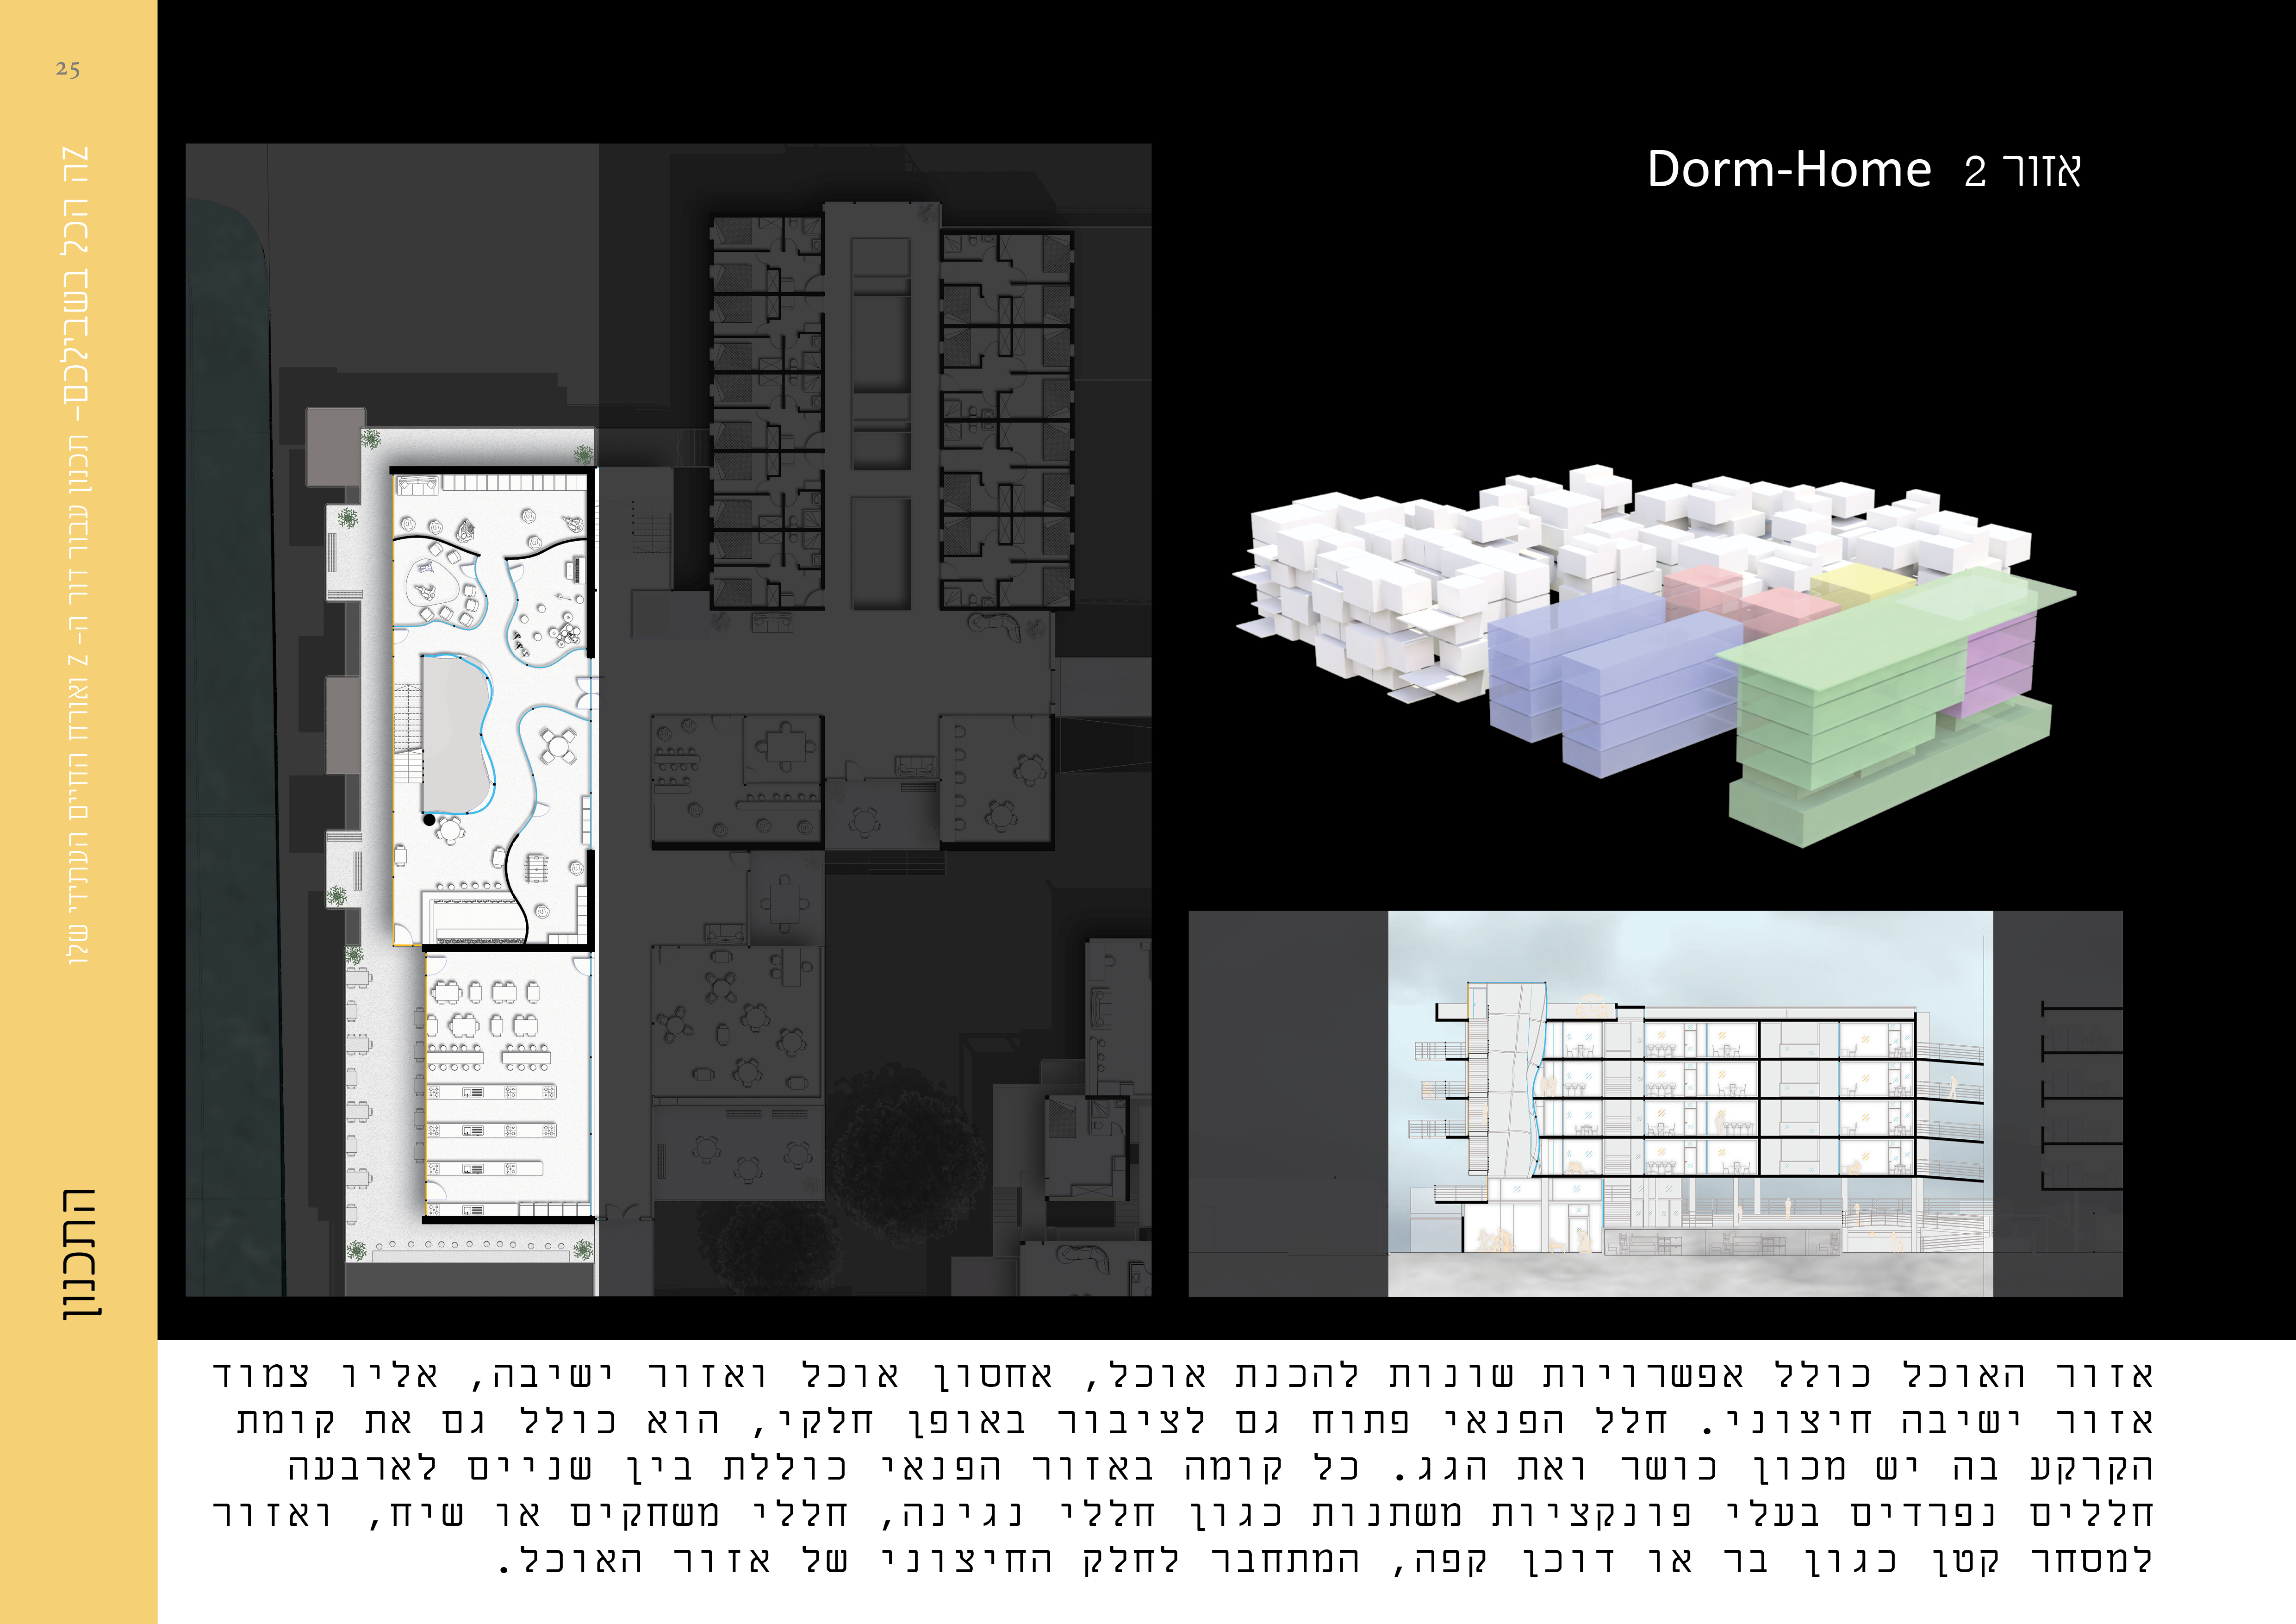 25
זה הכל בשבילכם- תכנון עבור דור ה- Z ואורח החיים העתידי שלו
התכנון
אזור 2 Dorm-Home
אזור האוכל כולל אפשרויות שונות להכנת אוכל, אחסון אוכל ואזור ישיבה, אליו צמוד
אזור ישיבה חיצוני. חלל הפנאי פתוח גם לציבור באופן חלקי, הוא כולל גם את קומת
הקרקע בה יש מכון כושר ואת הגג. כל קומה באזור הפנאי כוללת בין שניים לארבעה
חללים נפרדים בעלי פונקציות משתנות כגון חללי נגינה, חללי משחקים או שיח, ואזור
למסחר קטן כגון בר או דוכן קפה, המתחבר לחלק החיצוני של אזור האוכל.